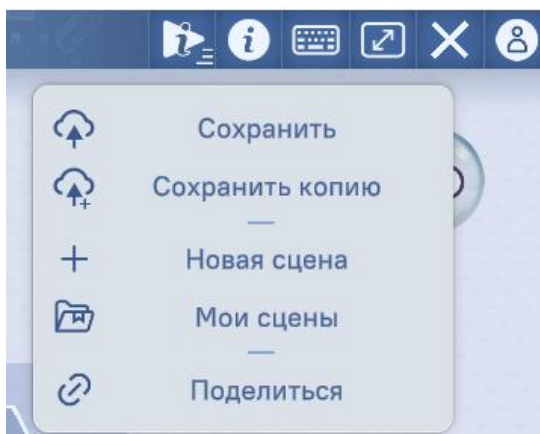 Сохранить
Сохранить копию
Новая сцена
Мои сцены
Поделиться